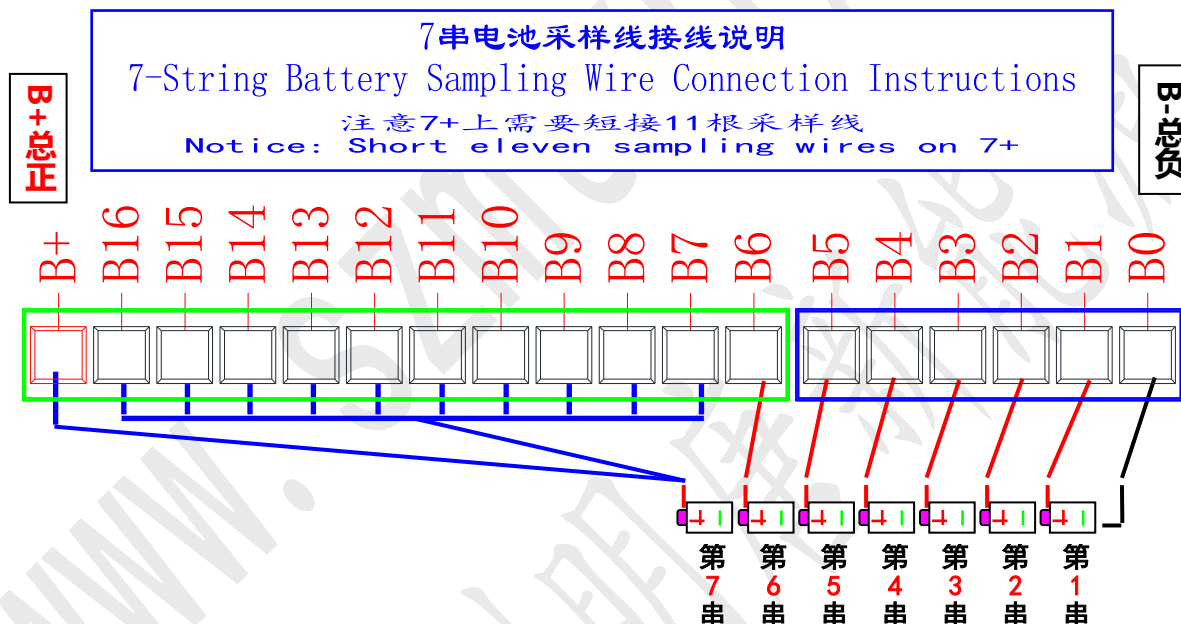 7串电池采样线接线说明
7-String Battery Sampling Wire Connection Instructions
注意7+上需要短接11根采样线
Notice: Short eleven sampling wires on 7+
B+总正
B-总负
B+ B16 B15 B14 B13 B12 B11 B10 B9 B8 B7 B6 B5 B4 B3 B2 B1 B0
第7串 第6串 第5串 第4串 第3串 第2串 第1串